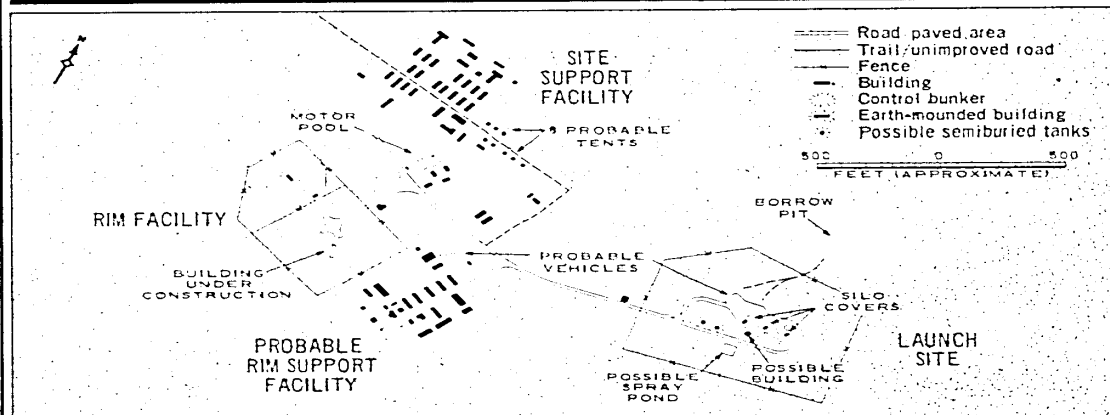 N
SITE
SUPPORT
FACILITY
Road paved area
Trail/unimproved road
Fence
Building
Control bunker
Earth-mounded building
Possible semiburied tanks
500 0 500
FEET (APPROXIMATE)
MOTOR
POOL
8 PROBABLE
TENTS
BORROW
PIT
RIM FACILITY
PROBABLE
VEHICLES
BUILDING
UNDER
CONSTRUCTION
SILO
COVERS
PROBABLE
RIM SUPPORT
FACILITY
LAUNCH
SITE
POSSIBLE
SPRAY
POND
POSSIBLE
BUILDING